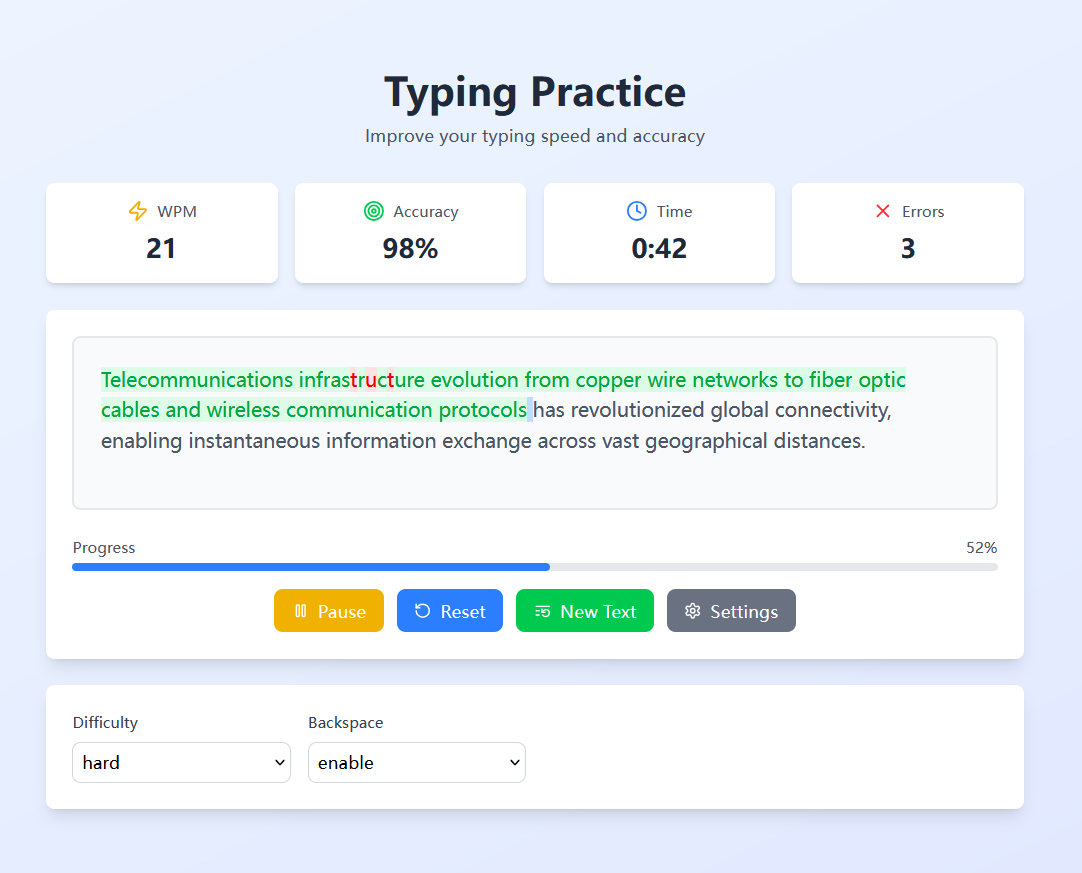 Typing Practice
Improve your typing speed and accuracy
WPM
21
Accuracy
98%
Time
0:42
Errors
3
Telecommunications infrastructure evolution from copper wire networks to fiber optic
cables and wireless communication protocols has revolutionized global connectivity,
enabling instantaneous information exchange across vast geographical distances.
Progress 52%
Pause Reset New Text Settings
Difficulty Backspace
hard enable